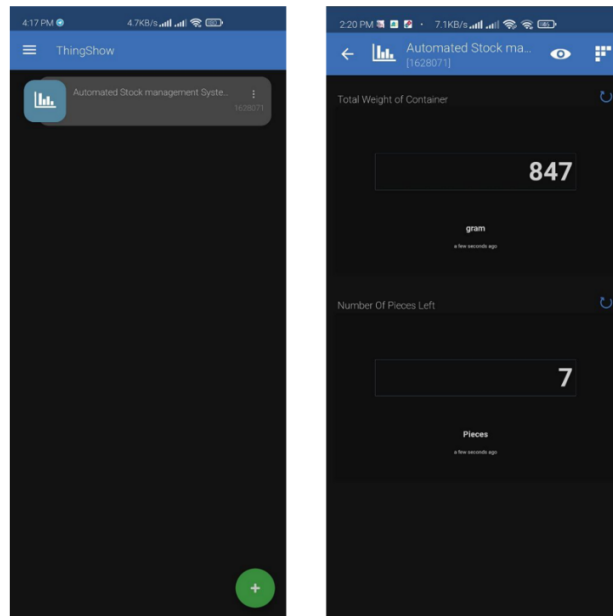 4:17 PM
4.7KB/s
ThingShow
Automated Stock management Syste...
1628071
2:20 PM
7.1KB/s
Automated Stock ma...
[1628071]
Total Weight of Container
847
gram
a few seconds ago
Number Of Pieces Left
7
Pieces
a few seconds ago